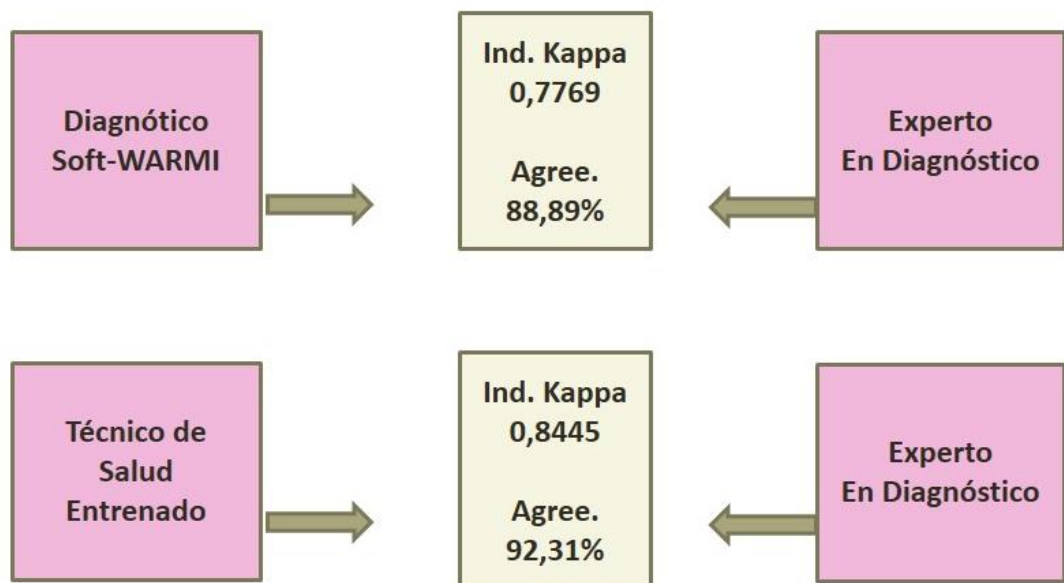 Diagnótico
Soft-WARMI
Ind. Kappa
0,7769
Agree.
88,89%
Experto
En Diagnóstico
Técnico de
Salud
Entrenado
Ind. Kappa
0,8445
Agree.
92,31%
Experto
En Diagnóstico